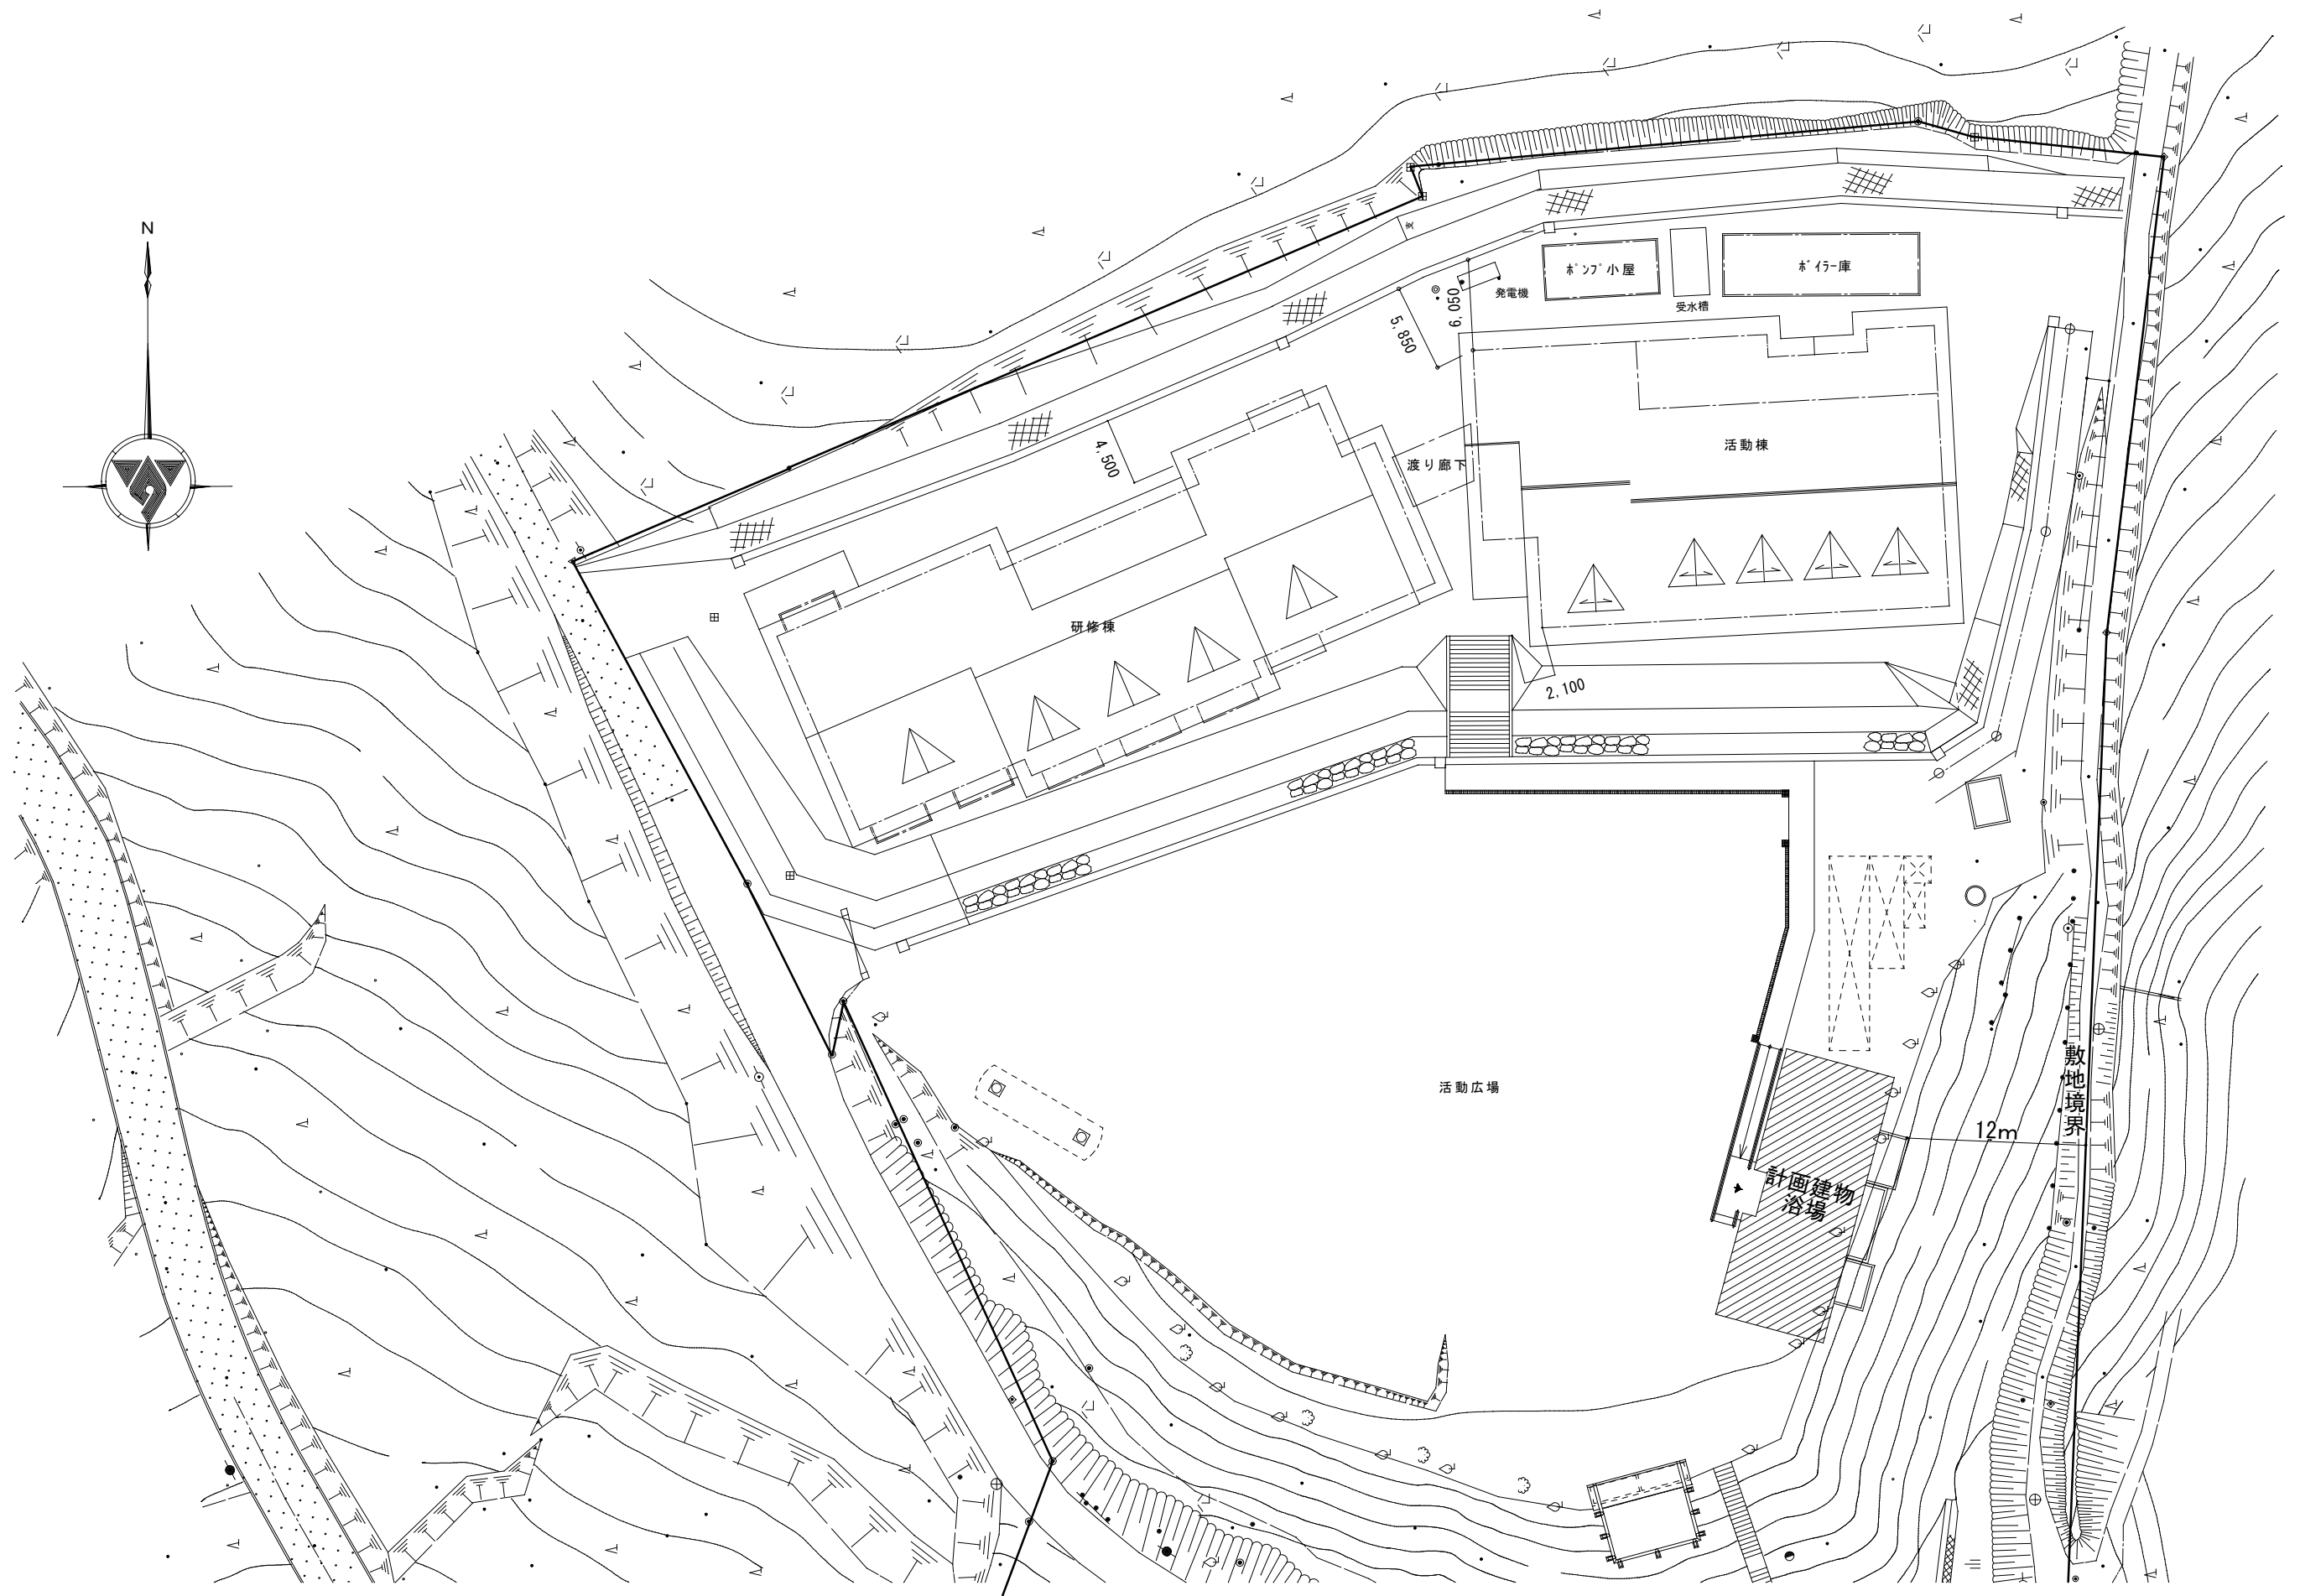 N
ﾎﾟﾝﾌﾟ小屋
ﾎﾞｲﾗｰ庫
発電機
受水槽
6,050
5,850
4,500
渡り廊下
活動棟
研修棟
2,100
活動広場
敷地境界
12m
計画建物
浴場